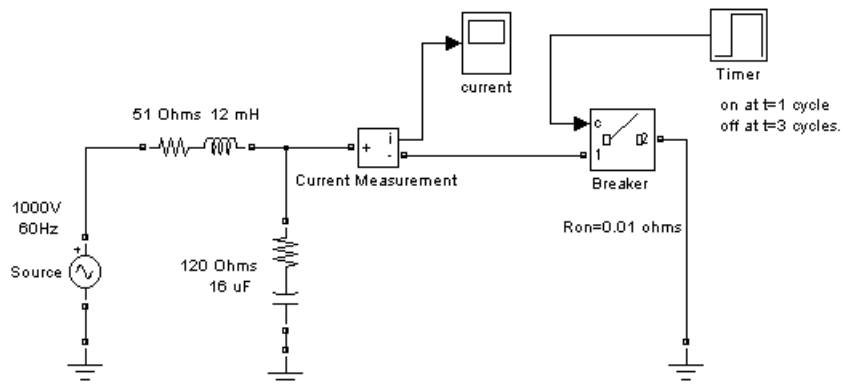 current
Timer
on at t=1 cycle
off at t=3 cycles.
51 Ohms 12 mH
i
+
-
Current Measurement
c
1
2
Breaker
Ron=0.01 ohms
1000V
60Hz
+
Source
120 Ohms
16 uF